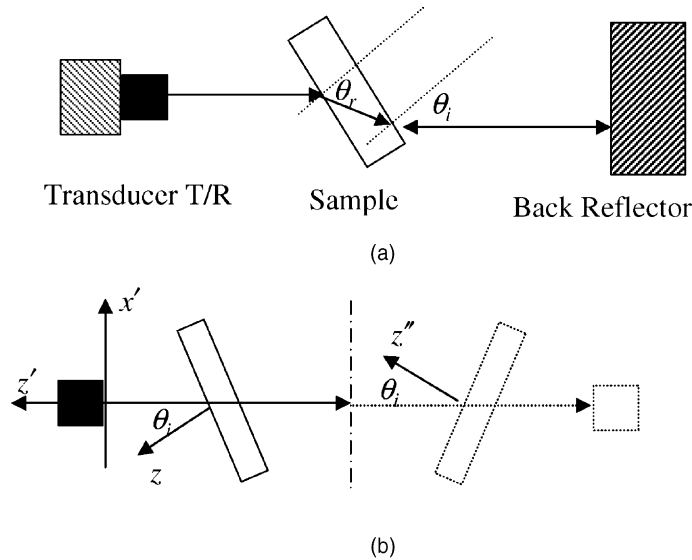 θr
θi
Transducer T/R
Sample
Back Reflector
(a)
x′
z″
z′
θi
θi
z
(b)